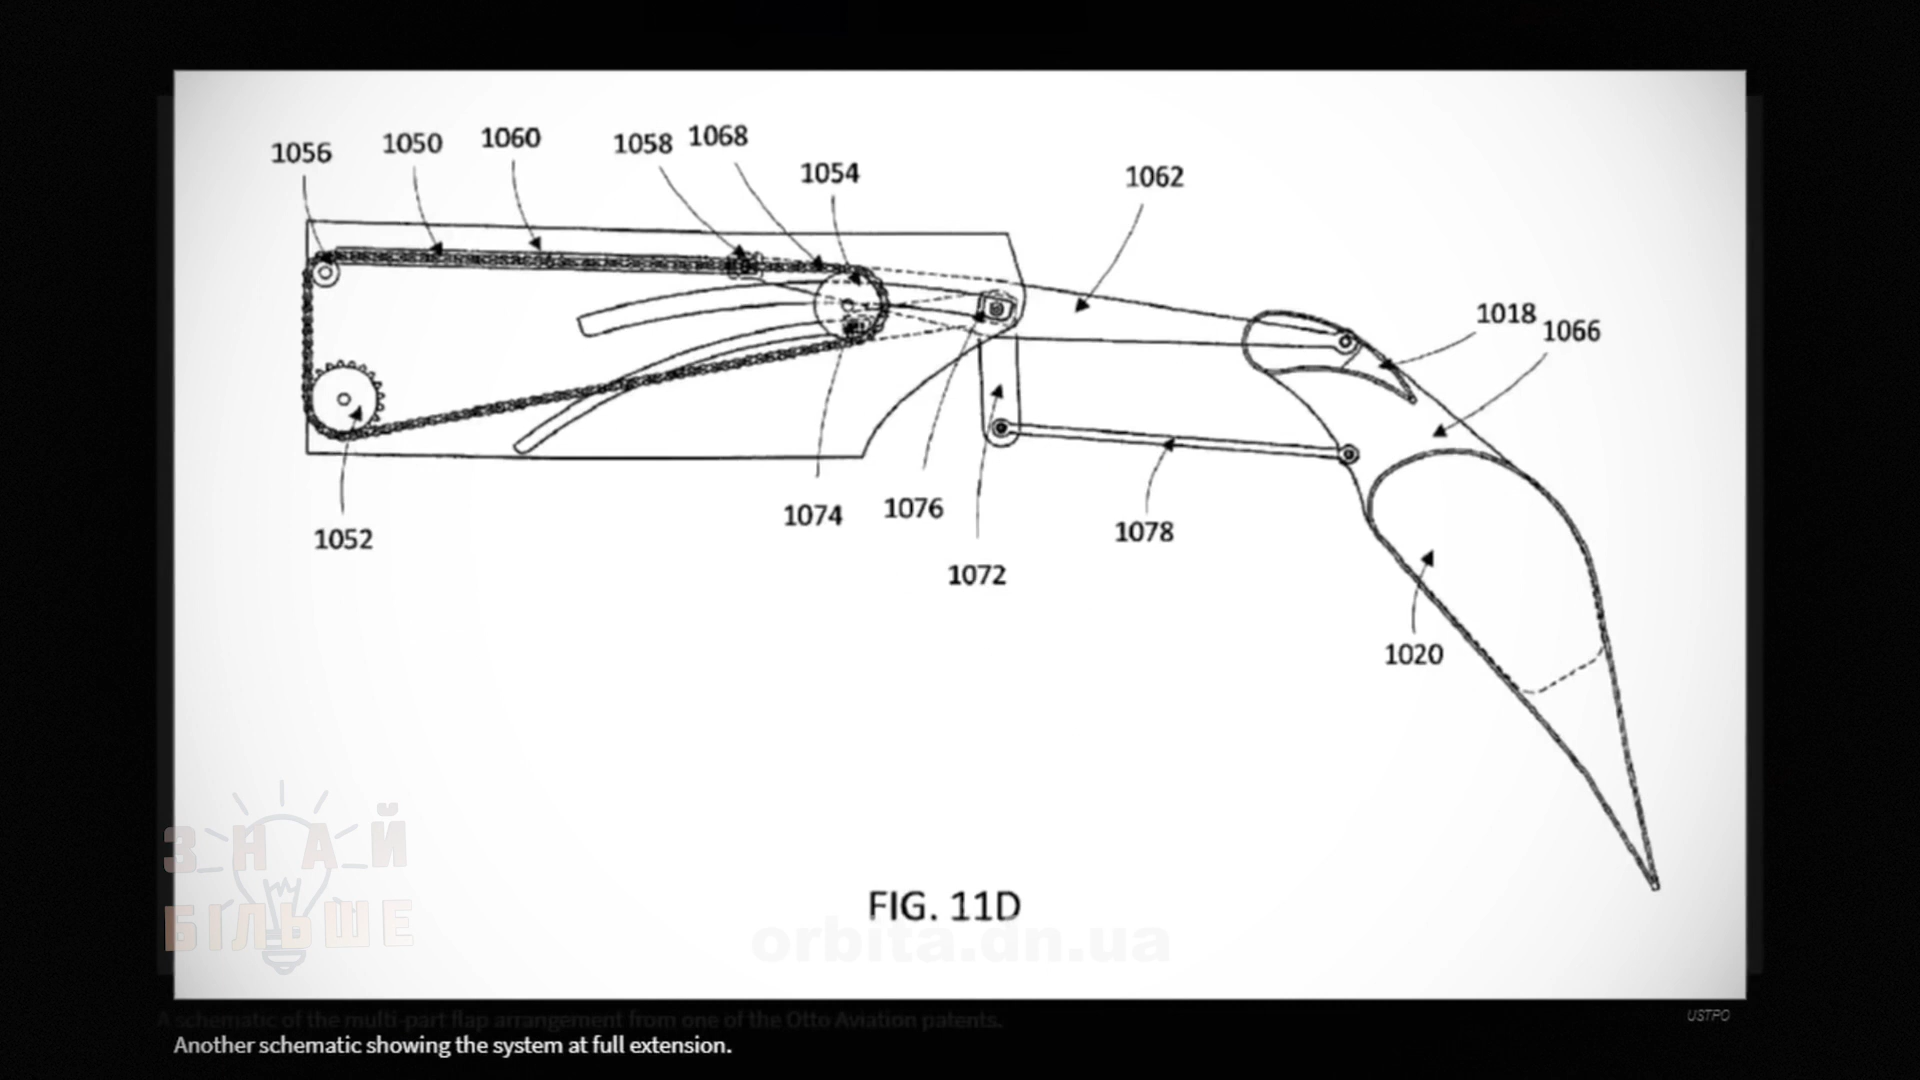 1056
1050
1060
1058
1068
1054
1062
1018
1066
1052
1074
1076
1072
1078
1020
З Н А Й
БІЛЬШЕ
FIG. 11D
orbita.dn.ua
A schematic of the multi-part flap arrangement from one of the Otto Aviation patents.
USTPO
Another schematic showing the system at full extension.